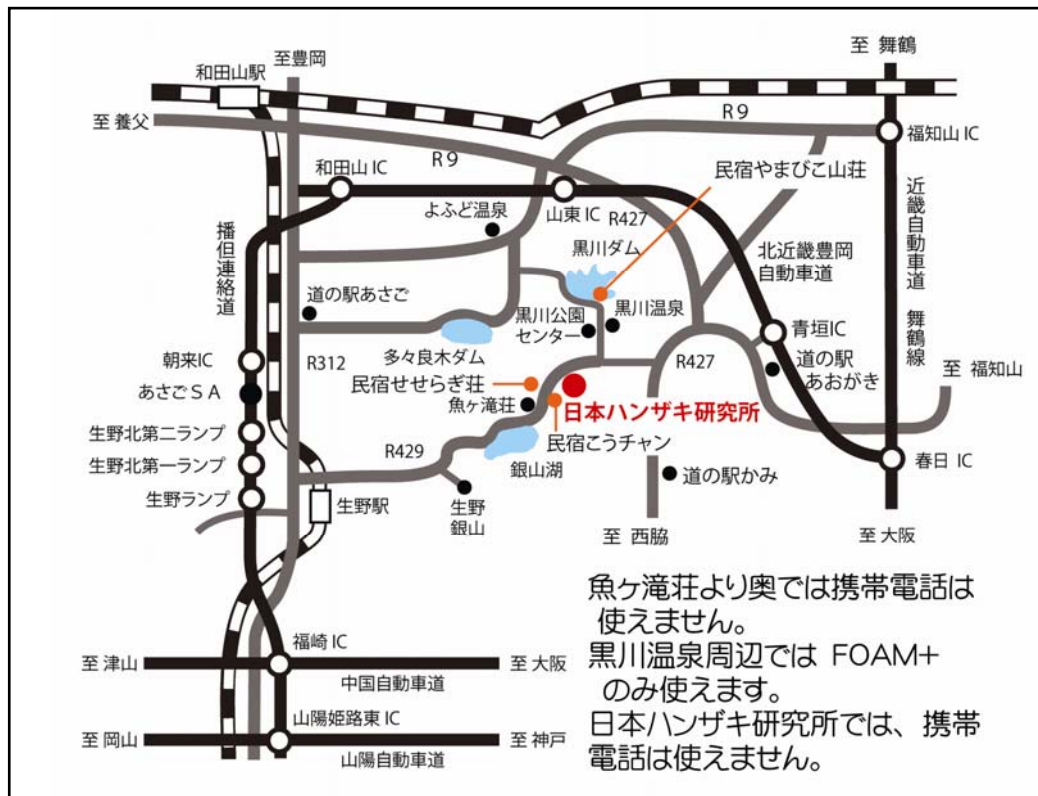 至 舞鶴
至豊岡
和田山駅
R9
至 養父
福知山 IC
R9
民宿やまびこ山荘
和田山 IC
よふど温泉
山東 IC
R427
近畿自動車道 舞鶴線
播但連絡道
黒川ダム
北近畿豊岡
自動車道
道の駅あさご
黒川公園
センター
黒川温泉
青垣IC
朝来IC
R312
多々良木ダム
R427
道の駅
あおがき
至 福知山
あさごＳＡ
民宿せせらぎ荘
魚ヶ滝荘
日本ハンザキ研究所
生野北第二ランプ
民宿こうチャン
R429
生野北第一ランプ
銀山湖
道の駅かみ
春日 IC
生野ランプ
生野駅
生野
銀山
至 西脇
至 大阪
魚ヶ滝荘より奥では携帯電話は
使えません。
黒川温泉周辺では FOAM+
のみ使えます。
日本ハンザキ研究所では、携帯
電話は使えません。
福崎 IC
至 津山
至 大阪
中国自動車道
山陽姫路東 IC
至 岡山
至 神戸
山陽自動車道